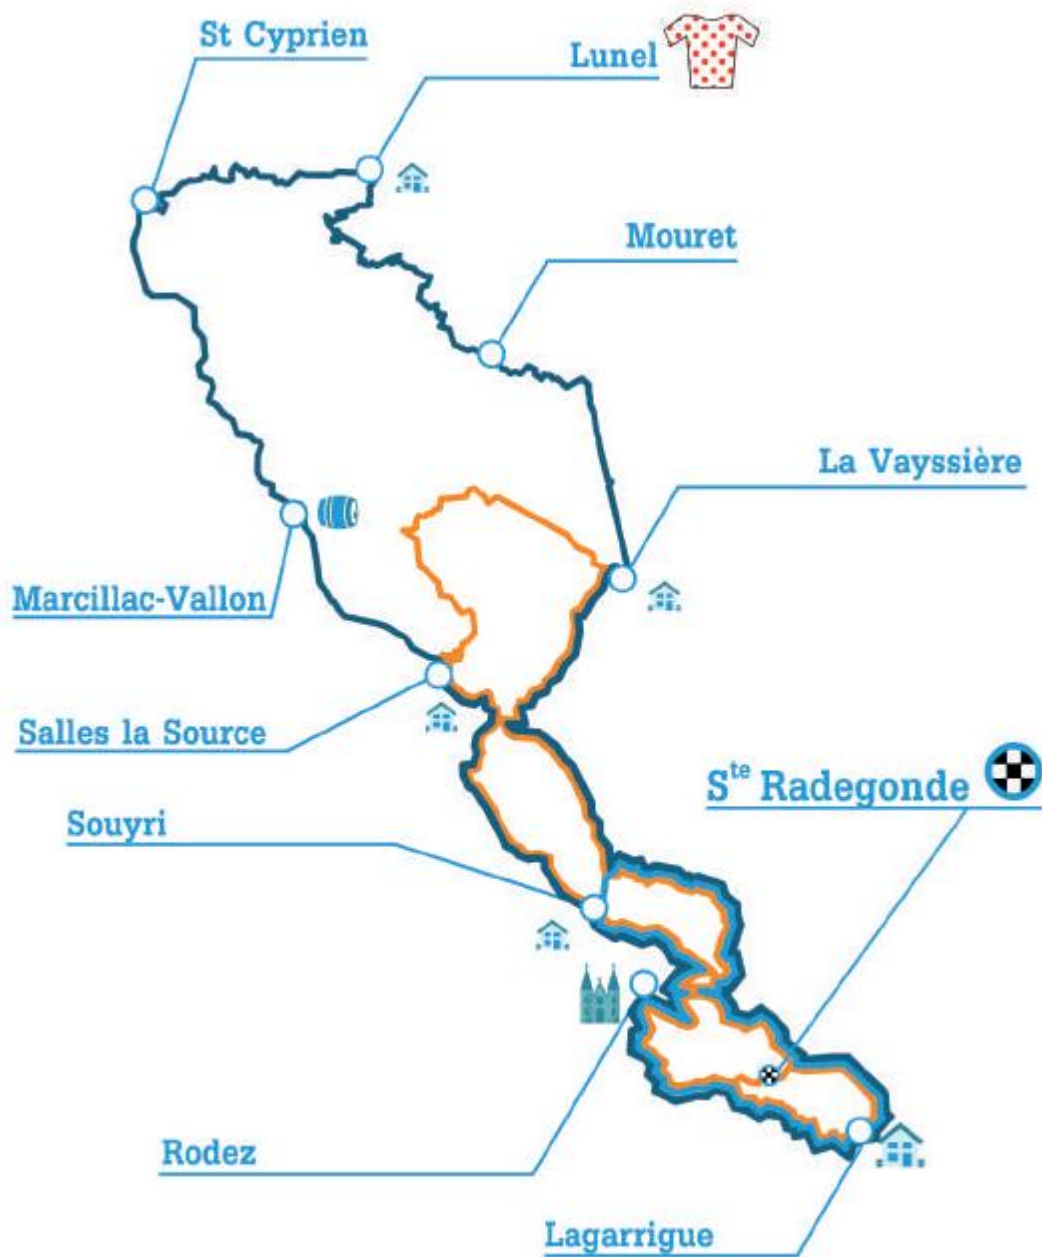 St Cyprien
Lunel
Mouret
La Vayssière
Marcillac-Vallon
Salles la Source
Ste Radegonde
Souyri
Rodez
Lagarrigue